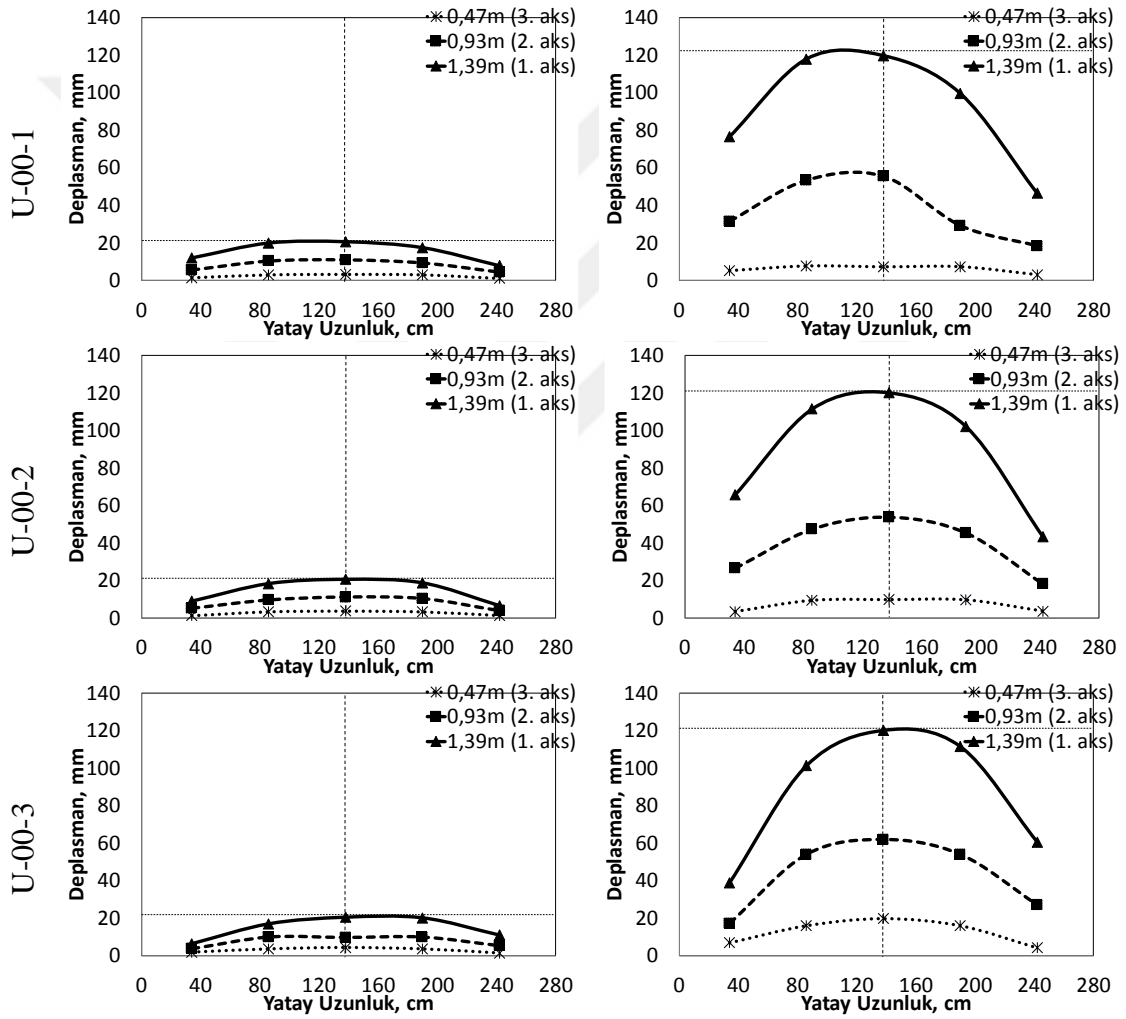 U-00-1
Deplasman, mm
140
120
100
80
60
40
20
0
0 40 80 120 160 200 240 280
Yatay Uzunluk, cm
0,47m (3. aks)
0,93m (2. aks)
1,39m (1. aks)
Deplasman, mm
140
120
100
80
60
40
20
0
0 40 80 120 160 200 240 280
Yatay Uzunluk, cm
0,47m (3. aks)
0,93m (2. aks)
1,39m (1. aks)
U-00-2
Deplasman, mm
140
120
100
80
60
40
20
0
0 40 80 120 160 200 240 280
Yatay Uzunluk, cm
0,47m (3. aks)
0,93m (2. aks)
1,39m (1. aks)
Deplasman, mm
140
120
100
80
60
40
20
0
0 40 80 120 160 200 240 280
Yatay Uzunluk, cm
0,47m (3. aks)
0,93m (2. aks)
1,39m (1. aks)
U-00-3
Deplasman, mm
140
120
100
80
60
40
20
0
0 40 80 120 160 200 240 280
Yatay Uzunluk, cm
0,47m (3. aks)
0,93m (2. aks)
1,39m (1. aks)
Deplasman, mm
140
120
100
80
60
40
20
0
0 40 80 120 160 200 240 280
Yatay Uzunluk, cm
0,47m (3. aks)
0,93m (2. aks)
1,39m (1. aks)